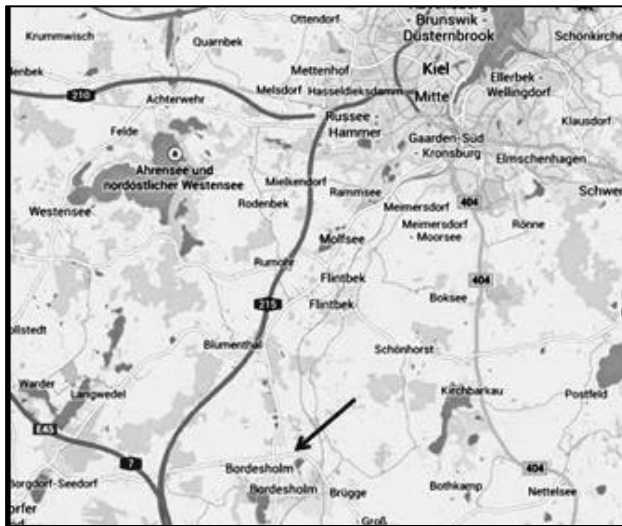 Ottendorf
Brunswik -
Düsternbrook
Krummwisch
Quarnbek
Schönkirche
Mettenhof
Kiel
Melsdorf
Hasseldieksdamm
Mitte
Ellerbek -
Wellingdorf
210
Achterwehr
Russee -
Hammer
Klausdorf
Felde
Gaarden-Süd
- Kronsburg
Elmschenhagen
Ahrensee und
nordöstlicher Westensee
Mielkendorf
Rammsee
Westensee
Rodenbek
Meimersdorf
404
Meimersdorf
- Moorsee
Rönne
Molfsee
Rumohr
Flintbek
404
215
Flintbek
Boksee
Blumenthal
Schönhorst
Warder
Langwedel
Kirchbarkau
Postfeld
E45
7
Bordesholm
404
Borgdorf-Seedorf
Bordesholm
Brügge
Bothkamp
Nettelsee
Groß